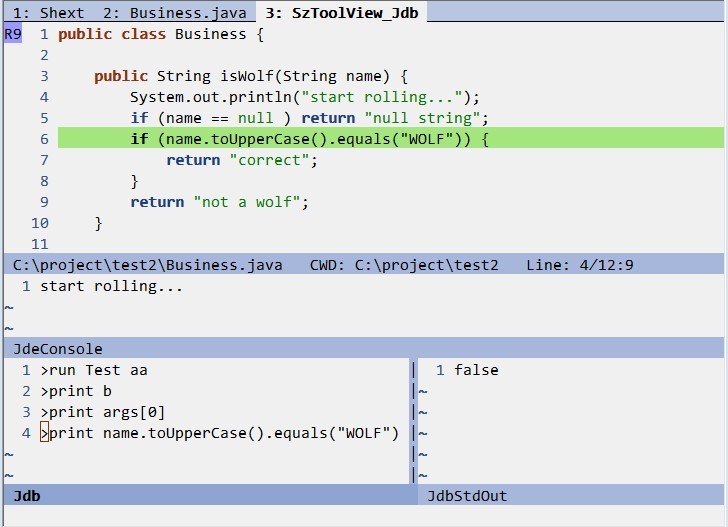 1: Shext 2: Business.java 3: SzToolView_Jdb
R9 1 public class Business {
2
3 public String isWolf(String name) {
4 System.out.println("start rolling...");
5 if (name == null ) return "null string";
6 if (name.toUpperCase().equals("WOLF")) {
7 return "correct";
8 }
9 return "not a wolf";
10 }
11
C:\project\test2\Business.java CWD: C:\project\test2 Line: 4/12:9
1 start rolling...
~
~
JdeConsole
1 >run Test aa
2 >print b
3 >print args[0]
4 >print name.toUpperCase().equals("WOLF")
~
~
Jdb
1 false
~
~
~
~
~
JdbStdOut